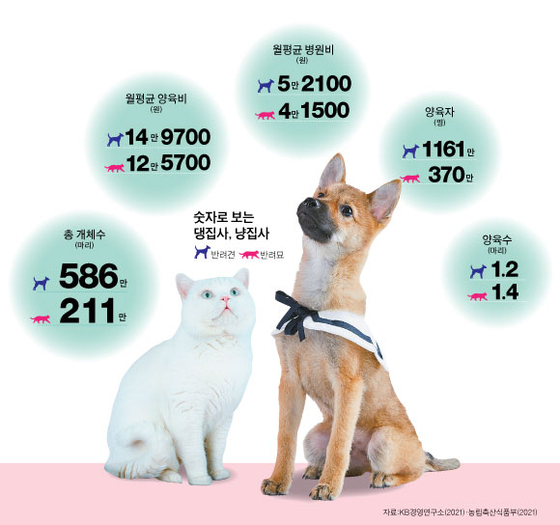 월평균 병원비
(원)
5만 2100
4만 1500
월평균 양육비
(원)
14만 9700
12만 5700
양육자
(명)
1161만
370만
숫자로 보는
댕집사, 냥집사
반려견 반려묘
총 개체수
(마리)
586만
211만
양육수
(마리)
1.2
1.4
자료:KB경영연구소(2021)·농림축산식품부(2021)